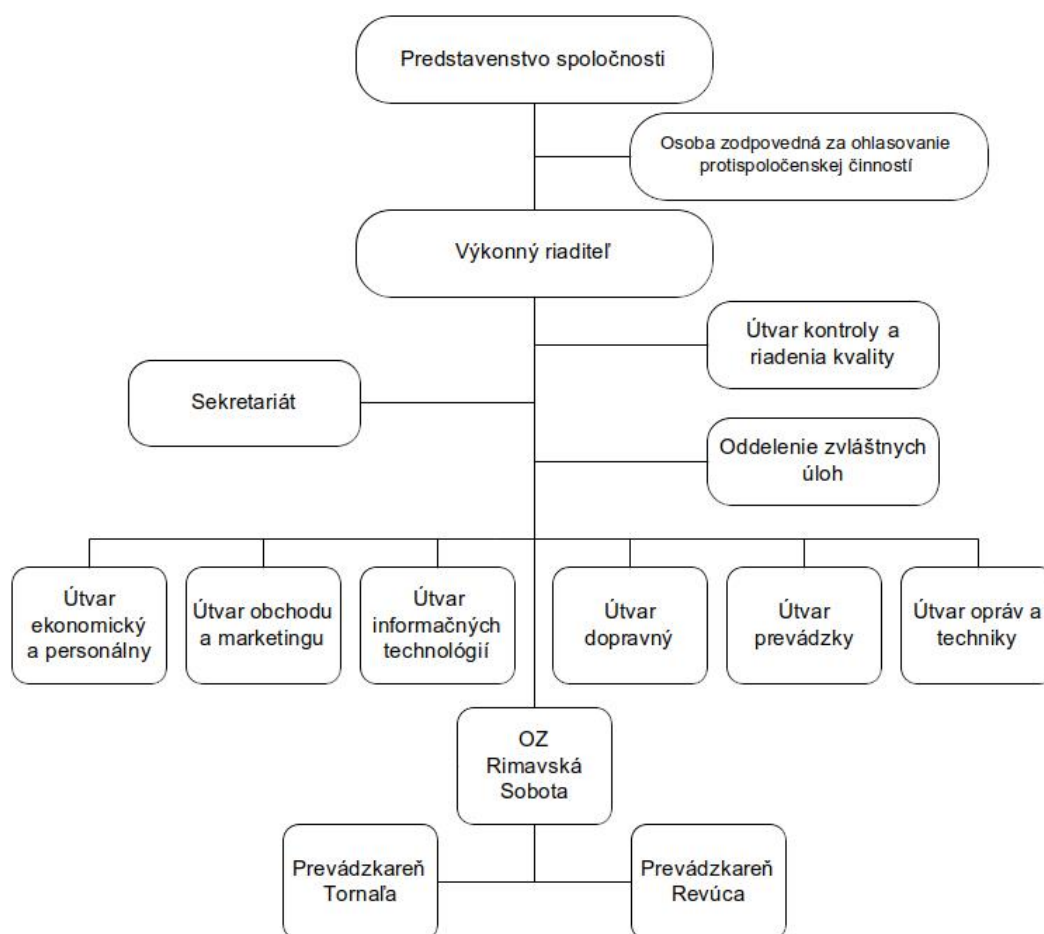 Predstavenstvo spoločnosti
Osoba zodpovedná za ohlasovanie
protispoločenskej činností
Výkonný riaditeľ
Útvar kontroly a
riadenia kvality
Sekretariát
Oddelenie zvláštnych
úloh
Útvar
ekonomický
a personálny
Útvar obchodu
a marketingu
Útvar
informačných
technológií
Útvar
dopravný
Útvar
prevádzky
Útvar opráv a
techniky
OZ
Rimavská
Sobota
Prevádzkareň
Tornaľa
Prevádzkareň
Revúca